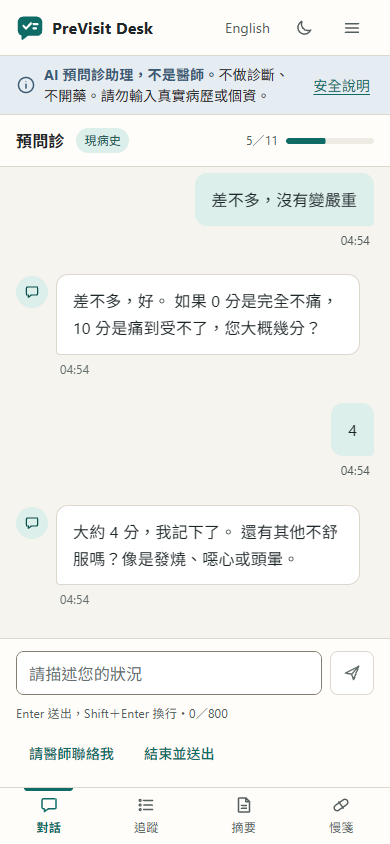 PreVisit Desk
English
AI 預問診助理，不是醫師。不做診斷、
不開藥。請勿輸入真實病歷或個資。
安全說明
預問診
現病史
5／11
差不多，沒有變嚴重
04:54
差不多，好。 如果 0 分是完全不痛，
10 分是痛到受不了，您大概幾分？
04:54
4
04:54
大約 4 分，我記下了。 還有其他不舒
服嗎？像是發燒、噁心或頭暈。
04:54
請描述您的狀況
Enter 送出，Shift＋Enter 換行・0／800
請醫師聯絡我
結束並送出
對話
追蹤
摘要
慢箋